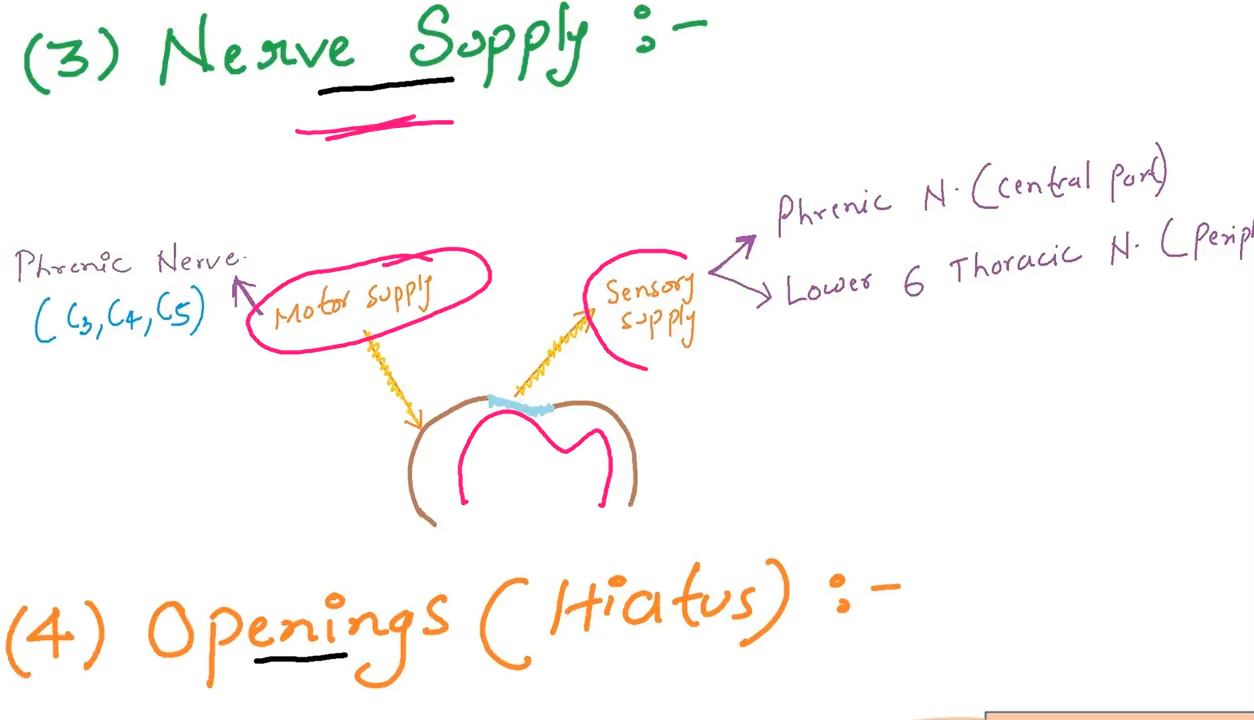 (3) Nerve Supply :-
Phrenic N. (Central part)
Lower 6 Thoracic N. (Periph
Phrenic Nerve.
(C3, C4, C5)
Motor supply
Sensory
supply
(4) Openings (Hiatus) :-